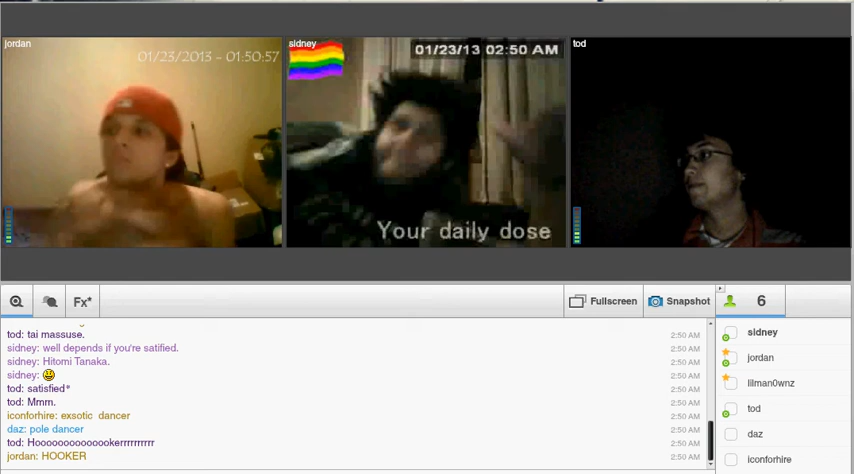 jordan
01/23/2013 - 01:50:57
sidney
01/23/13 02:50 AM
Your daily dose
tod
Fx*
Fullscreen
Snapshot
6
tod: tai massuse. 2:50 AM
sidney: well depends if you're satified. 2:50 AM
sidney: Hitomi Tanaka. 2:50 AM
sidney: 2:50 AM
tod: satisfied* 2:50 AM
tod: Mmm. 2:50 AM
iconforhire: exsotic dancer 2:50 AM
daz: pole dancer 2:50 AM
tod: Hoooooooooooookerrrrrrrrrr 2:50 AM
jordan: HOOKER 2:50 AM
sidney
jordan
lilman0wnz
tod
daz
iconforhire